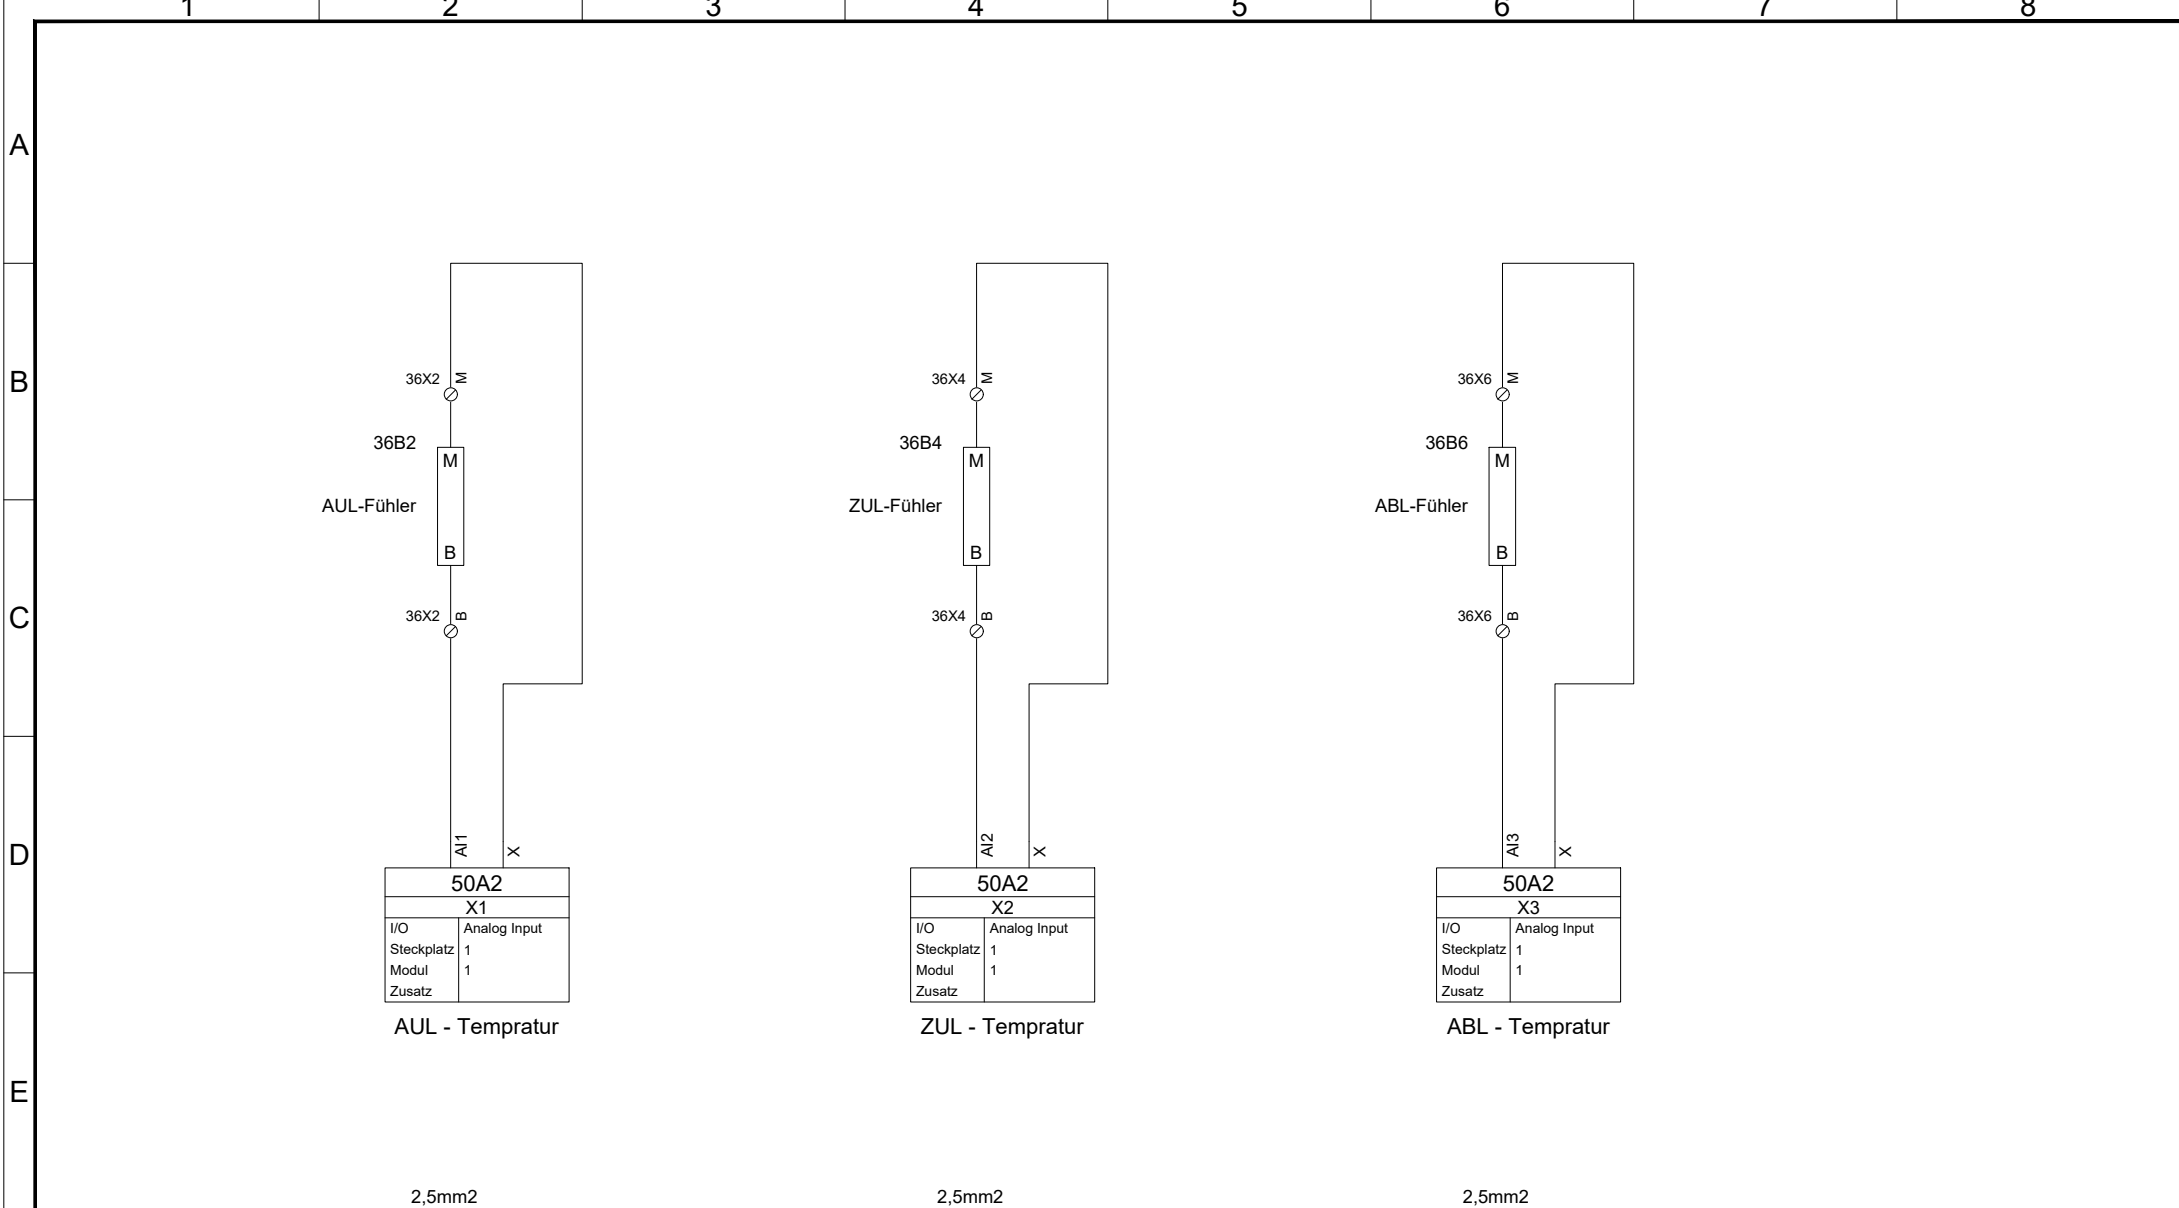 1 2 3 4 5 6 7 8
A
B
36X2 M 36X4 M 36X6 M
36B2 36B4 36B6
M M M
AUL-Fühler ZUL-Fühler ABL-Fühler
B B B
C
36X2 B 36X4 B 36X6 B
D
AI1 X AI2 X AI3 X
50A2 50A2 50A2
X1 X2 X3
I/O Analog Input I/O Analog Input I/O Analog Input
Steckplatz 1 Steckplatz 1 Steckplatz 1
Modul 1 Modul 1 Modul 1
Zusatz Zusatz Zusatz
AUL - Tempratur ZUL - Tempratur ABL - Tempratur
E
2,5mm2 2,5mm2 2,5mm2